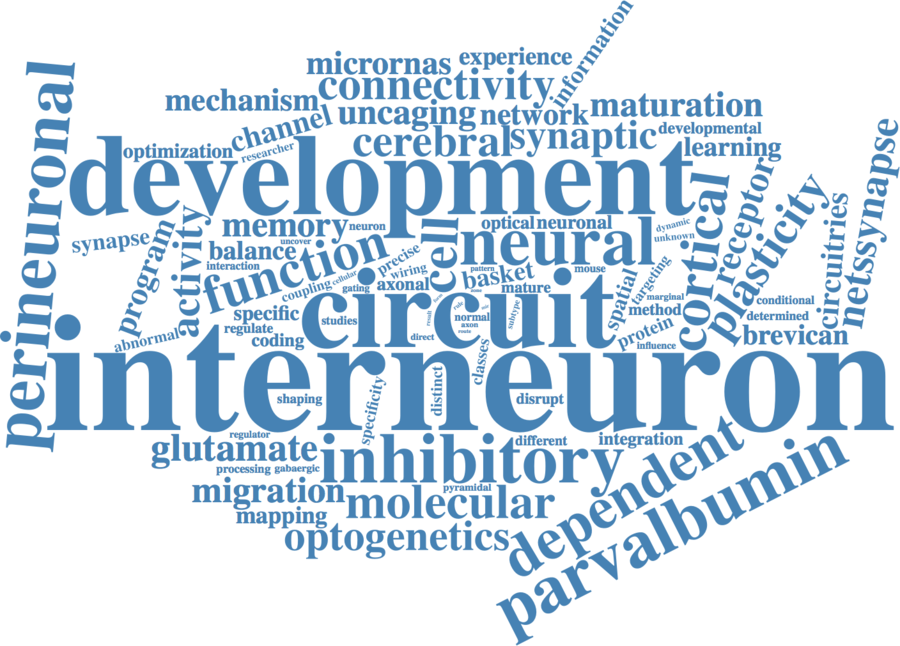 information
micrornas
experience
connectivity
perineuronal
mechanism
uncaging
network
maturation
channel
cerebral
synaptic
developmental
optimization
researcher
learning
development
receptor
netssynapse
cortical
plasticity
circuitries
synapse
program
activity
memory
neuron
cell
optical
neuronal
dynamic
unknown
balance
uncover
function
neural
interaction
precise
wiring
basket
pattern
mouse
spatial
targeting
coupling
cellular
gating
axonal
mature
marginal
conditional
specific
studies
circuit
rule
subtype
normal
axon
route
result
form
method
determined
regulate
direct
protein
brevican
abnormal
coding
classes
influence
interneuron
shaping
specificity
distinct
disrupt
regulator
different
integration
glutamate
inhibitory
dependent
processing
gabaergic
migration
pyramidal
molecular
parvalbumin
mapping
optogenetics